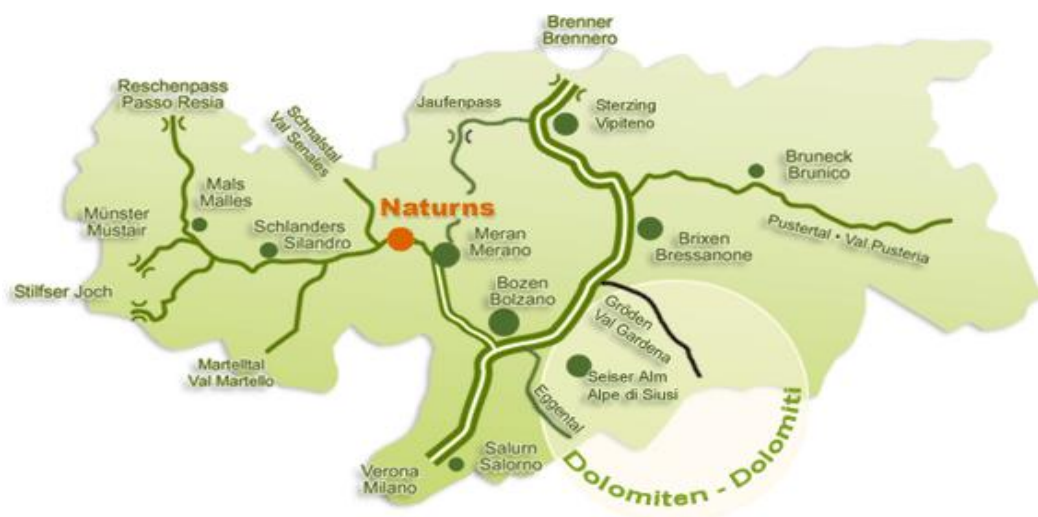 Brenner
Brennero
Reschenpass
Passo Resia
Jaufenpass
Sterzing
Vipiteno
Schnalstal
Val Senales
Bruneck
Brunico
Mals
Malles
Naturns
Münster
Müstair
Schlanders
Silandro
Meran
Merano
Pustertal • Val Pusteria
Brixen
Bressanone
Stilfser Joch
Bozen
Bolzano
Gröden
Val Gardena
Martelltal
Val Martello
Eggental
Seiser Alm
Alpe di Siusi
Salurn
Salorno
Verona
Milano
Dolomiten - Dolomiti